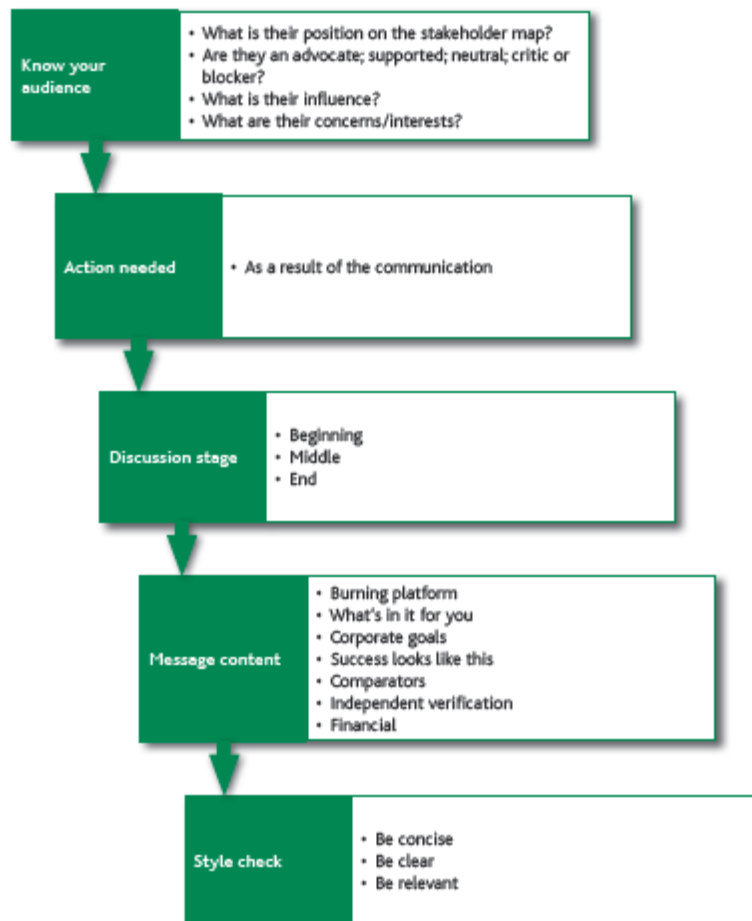 Know your
audience
• What is their position on the stakeholder map?
• Are they an advocate; supported; neutral; critic or
blocker?
• What is their influence?
• What are their concerns/interests?
Action needed
• As a result of the communication
Discussion stage
• Beginning
• Middle
• End
Message content
• Burning platform
• What's in it for you
• Corporate goals
• Success looks like this
• Comparators
• Independent verification
• Financial
Style check
• Be concise
• Be clear
• Be relevant